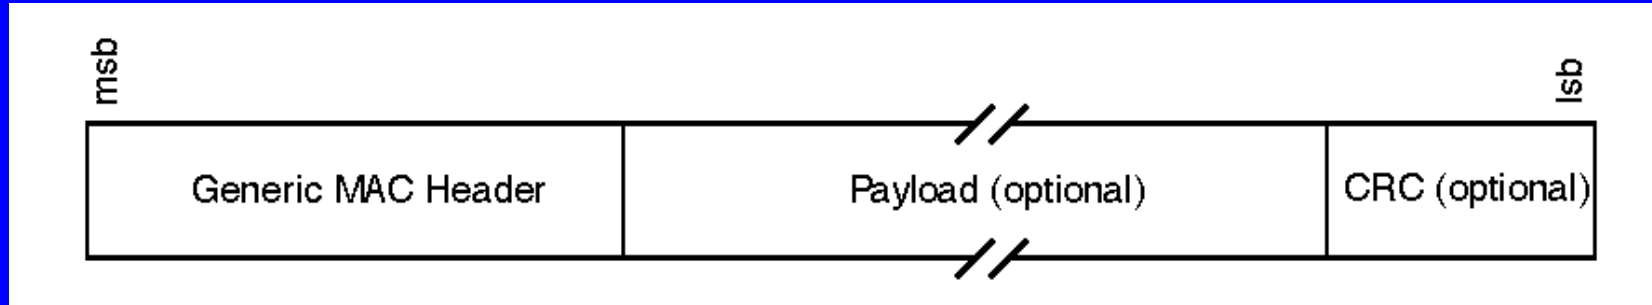 msb
lsb
Generic MAC Header
Payload (optional)
CRC (optional)